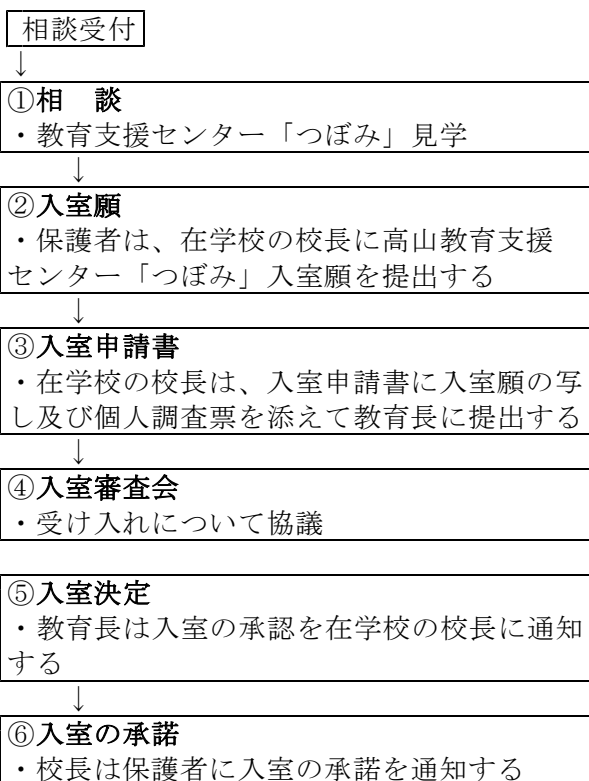 相談受付
↓
①相　談
・教育支援センター「つぼみ」見学
↓
②入室願
・保護者は、在学校の校長に高山教育支援
センター「つぼみ」入室願を提出する
↓
③入室申請書
・在学校の校長は、入室申請書に入室願の写
し及び個人調査票を添えて教育長に提出する
↓
④入室審査会
・受け入れについて協議
⑤入室決定
・教育長は入室の承認を在学校の校長に通知
する
↓
⑥入室の承諾
・校長は保護者に入室の承諾を通知する